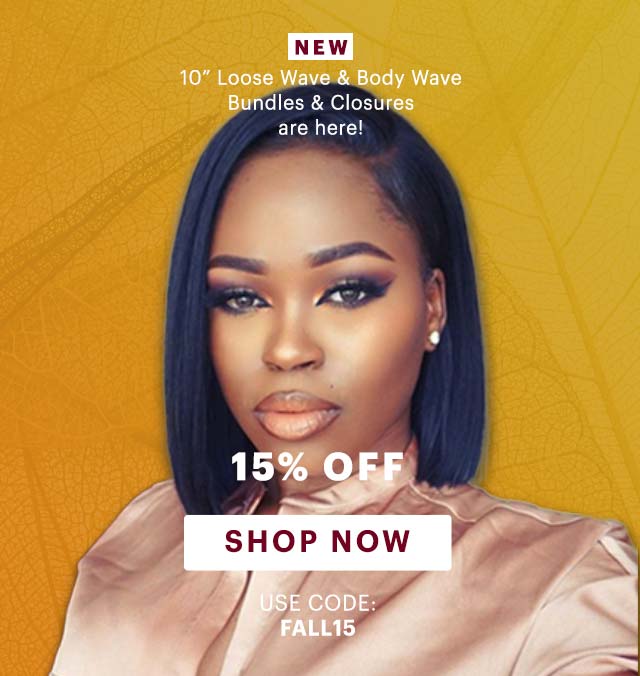 NEW
10” Loose Wave & Body Wave
Bundles & Closures
are here!
15% OFF
SHOP NOW
USE CODE:
FALL15